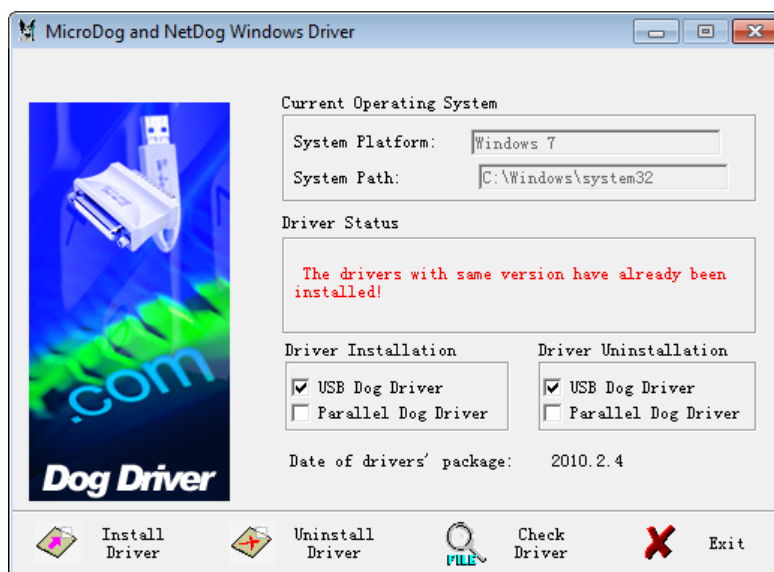 MicroDog and NetDog Windows Driver
Current Operating System
System Platform: Windows 7
System Path: C:\Windows\system32
Driver Status
The drivers with same version have already been
installed!
Driver Installation
USB Dog Driver
Parallel Dog Driver
Driver Uninstallation
USB Dog Driver
Parallel Dog Driver
Date of drivers' package: 2010.2.4
.com
Dog Driver
Install
Driver
Uninstall
Driver
FILE
Check
Driver
Exit